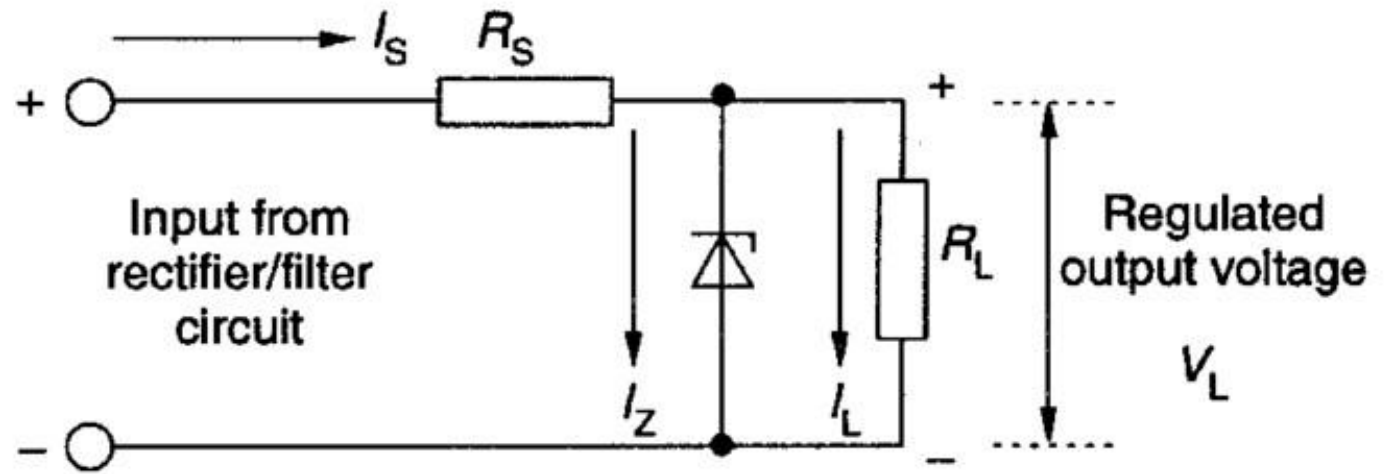 I_S R_S
+
+
Input from
rectifier/filter
circuit
Regulated
output voltage
R_L
V_L
I_Z
I_L
–
–